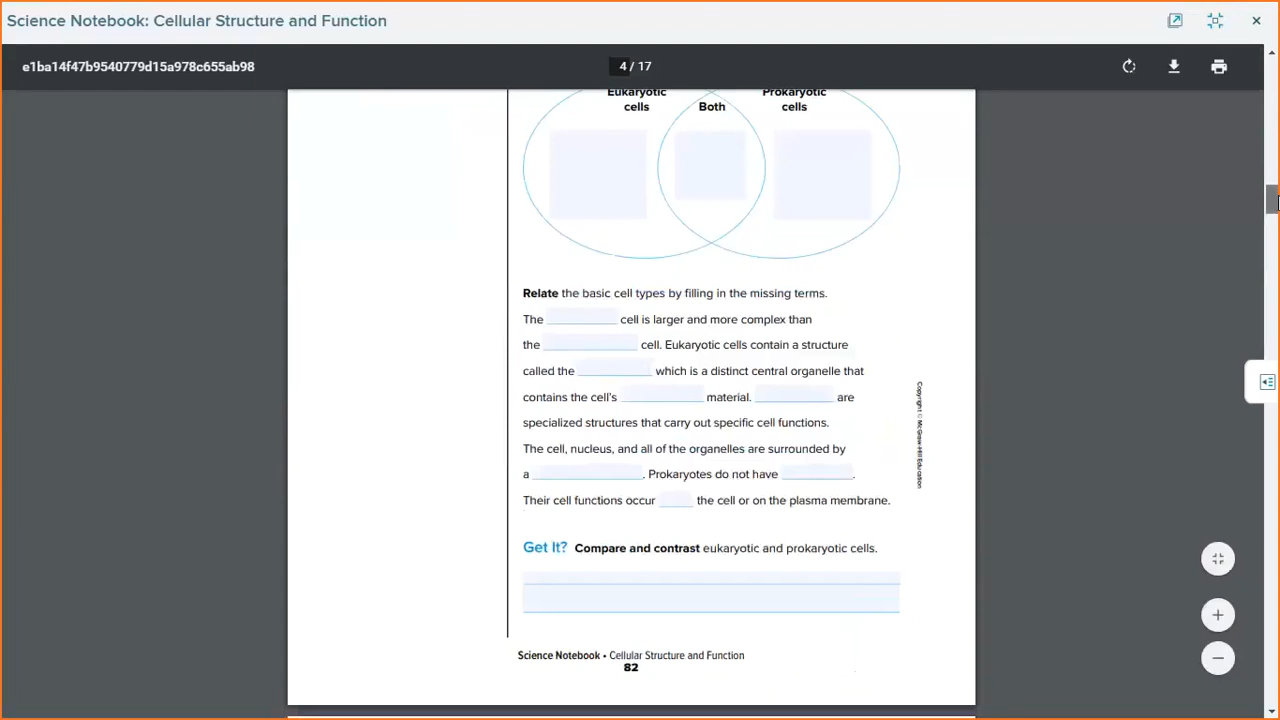 Science Notebook: Cellular Structure and Function
e1ba14f47b9540779d15a978c655ab98
4 / 17
Eukaryotic
cells
Both
Prokaryotic
cells
Relate the basic cell types by filling in the missing terms.
The cell is larger and more complex than
the cell. Eukaryotic cells contain a structure
called the which is a distinct central organelle that
contains the cell's material. are
specialized structures that carry out specific cell functions.
The cell, nucleus, and all of the organelles are surrounded by
a . Prokaryotes do not have .
Their cell functions occur the cell or on the plasma membrane.
Get It? Compare and contrast eukaryotic and prokaryotic cells.
Copyright © McGraw-Hill Education
Science Notebook • Cellular Structure and Function
82